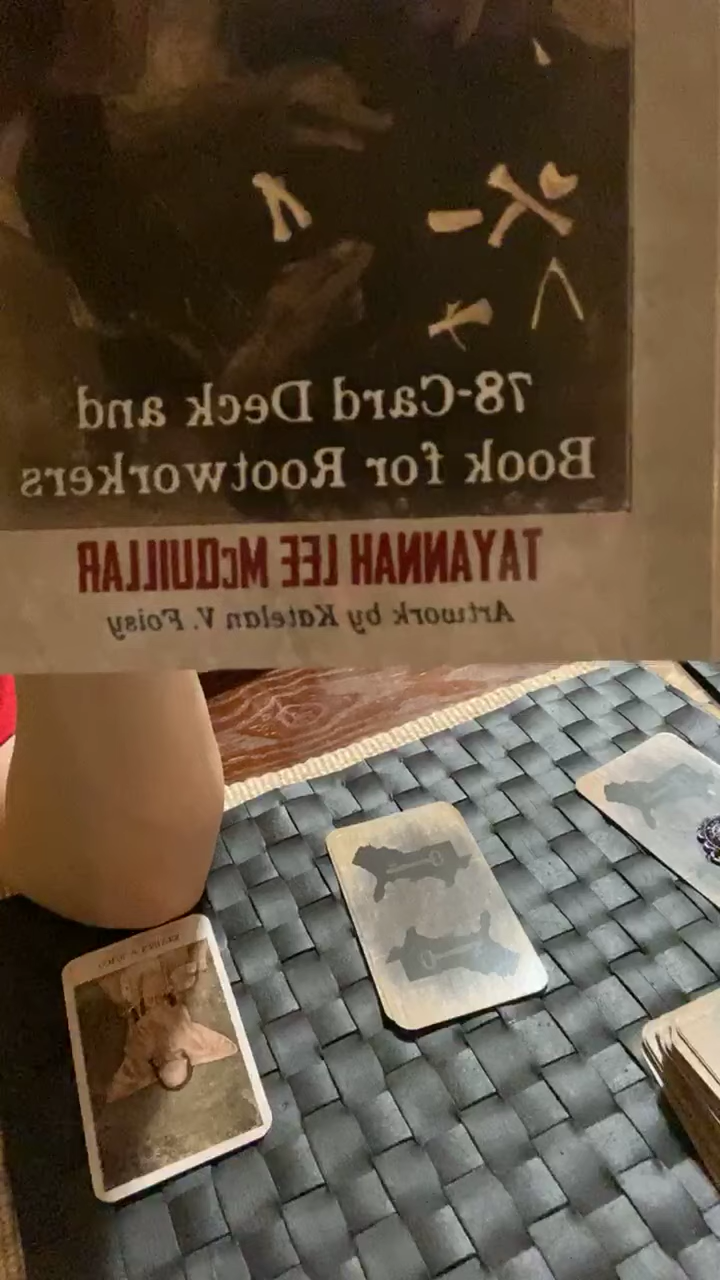 78-Card Deck and
Book for Rootworkers
TAYANNAH LEE McQUILLAR
Artwork by Katelan V. Foisy